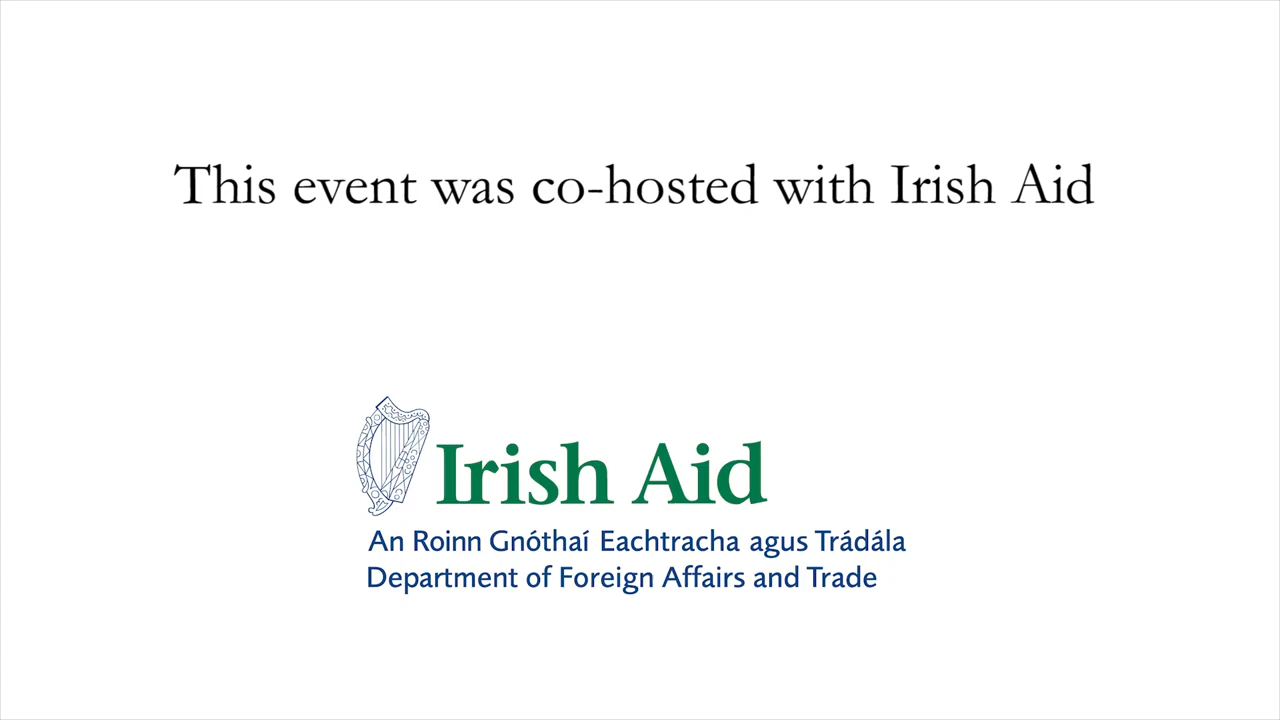 This event was co-hosted with Irish Aid
Irish Aid
An Roinn Gnóthaí Eachtracha agus Trádála
Department of Foreign Affairs and Trade